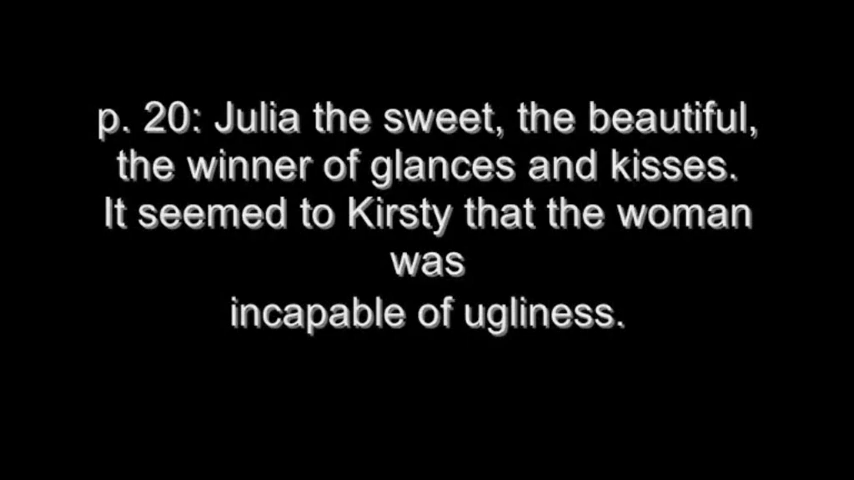 p. 20: Julia the sweet, the beautiful,
the winner of glances and kisses.
It seemed to Kirsty that the woman
was
incapable of ugliness.